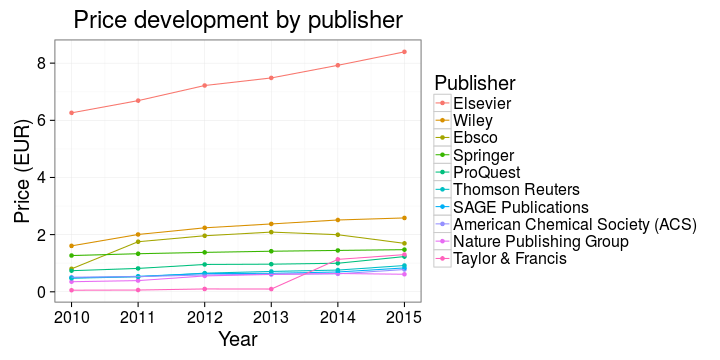 Price development by publisher
Price (EUR)
8
6
4
2
0
2010 2011 2012 2013 2014 2015
Year
Publisher
Elsevier
Wiley
Ebsco
Springer
ProQuest
Thomson Reuters
SAGE Publications
American Chemical Society (ACS)
Nature Publishing Group
Taylor & Francis